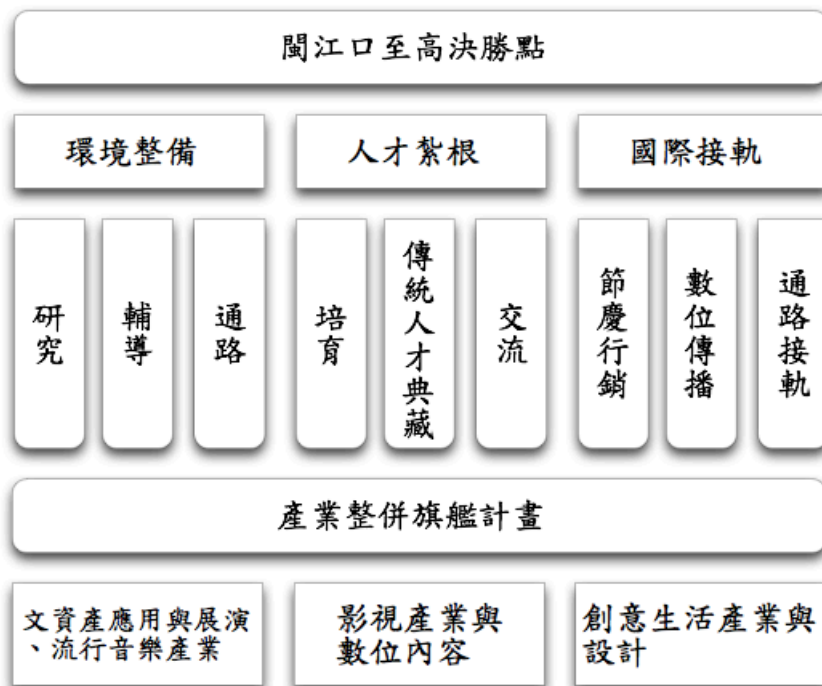 閩江口至高決勝點
環境整備
人才紮根
國際接軌
研究
輔導
通路
培育
傳統人才典藏
交流
節慶行銷
數位傳播
通路接軌
產業整併旗艦計畫
文資產應用與展演
、流行音樂產業
影視產業與
數位內容
創意生活產業與
設計